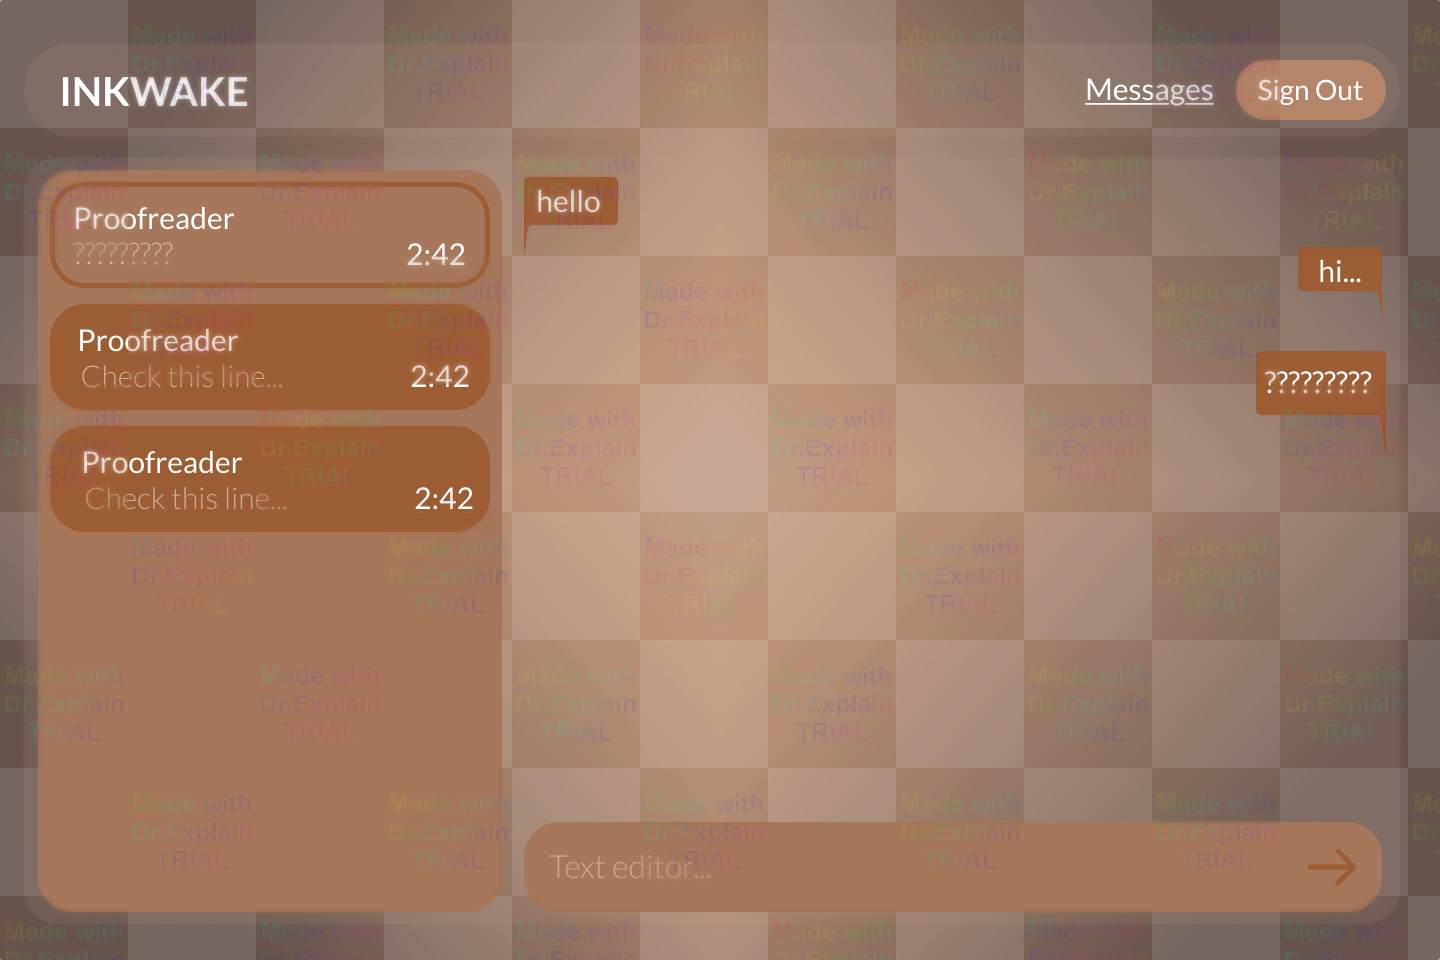 INKWAKE
Messages
Sign Out
Proofreader
?????????
2:42
Proofreader
Check this line...
2:42
Proofreader
Check this line...
2:42
hello
hi...
?????????
Text editor...
Made with
Dr.Explain
TRIAL